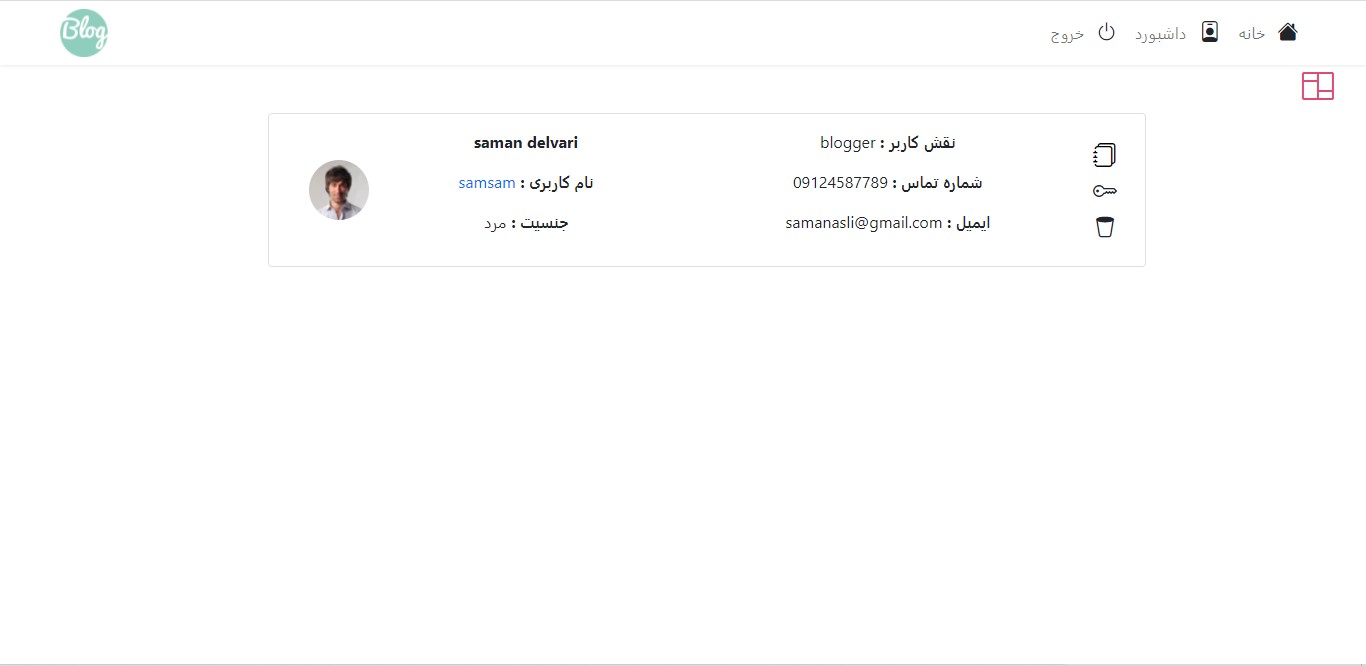 خانه
داشبورد
خروج
Blog
نقش کاربر : blogger
شماره تماس : 09124587789
ایمیل : samanasli@gmail.com
saman delvari
نام کاربری : samsam
جنسیت : مرد